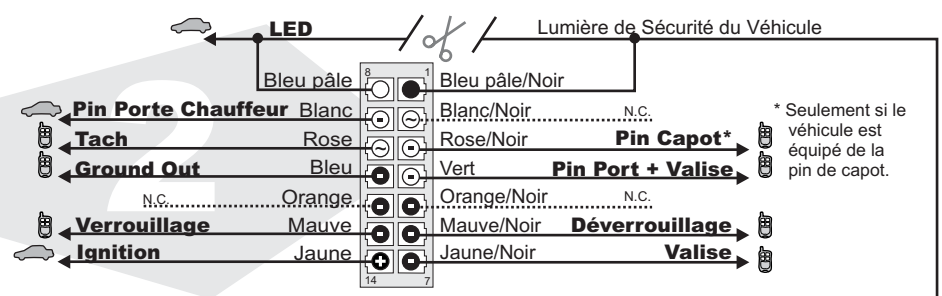 LED Lumière de Sécurité du Véhicule
8 1
Bleu pâle Bleu pâle/Noir
Pin Porte Chauffeur Blanc Blanc/Noir N.C.
Tach Rose Rose/Noir Pin Capot*
Ground Out Bleu Vert Pin Port + Valise
N.C. Orange Orange/Noir N.C.
Verrouillage Mauve Mauve/Noir Déverrouillage
Ignition Jaune Jaune/Noir Valise
14 7
* Seulement si le
véhicule est
équipé de la
pin de capot.
2